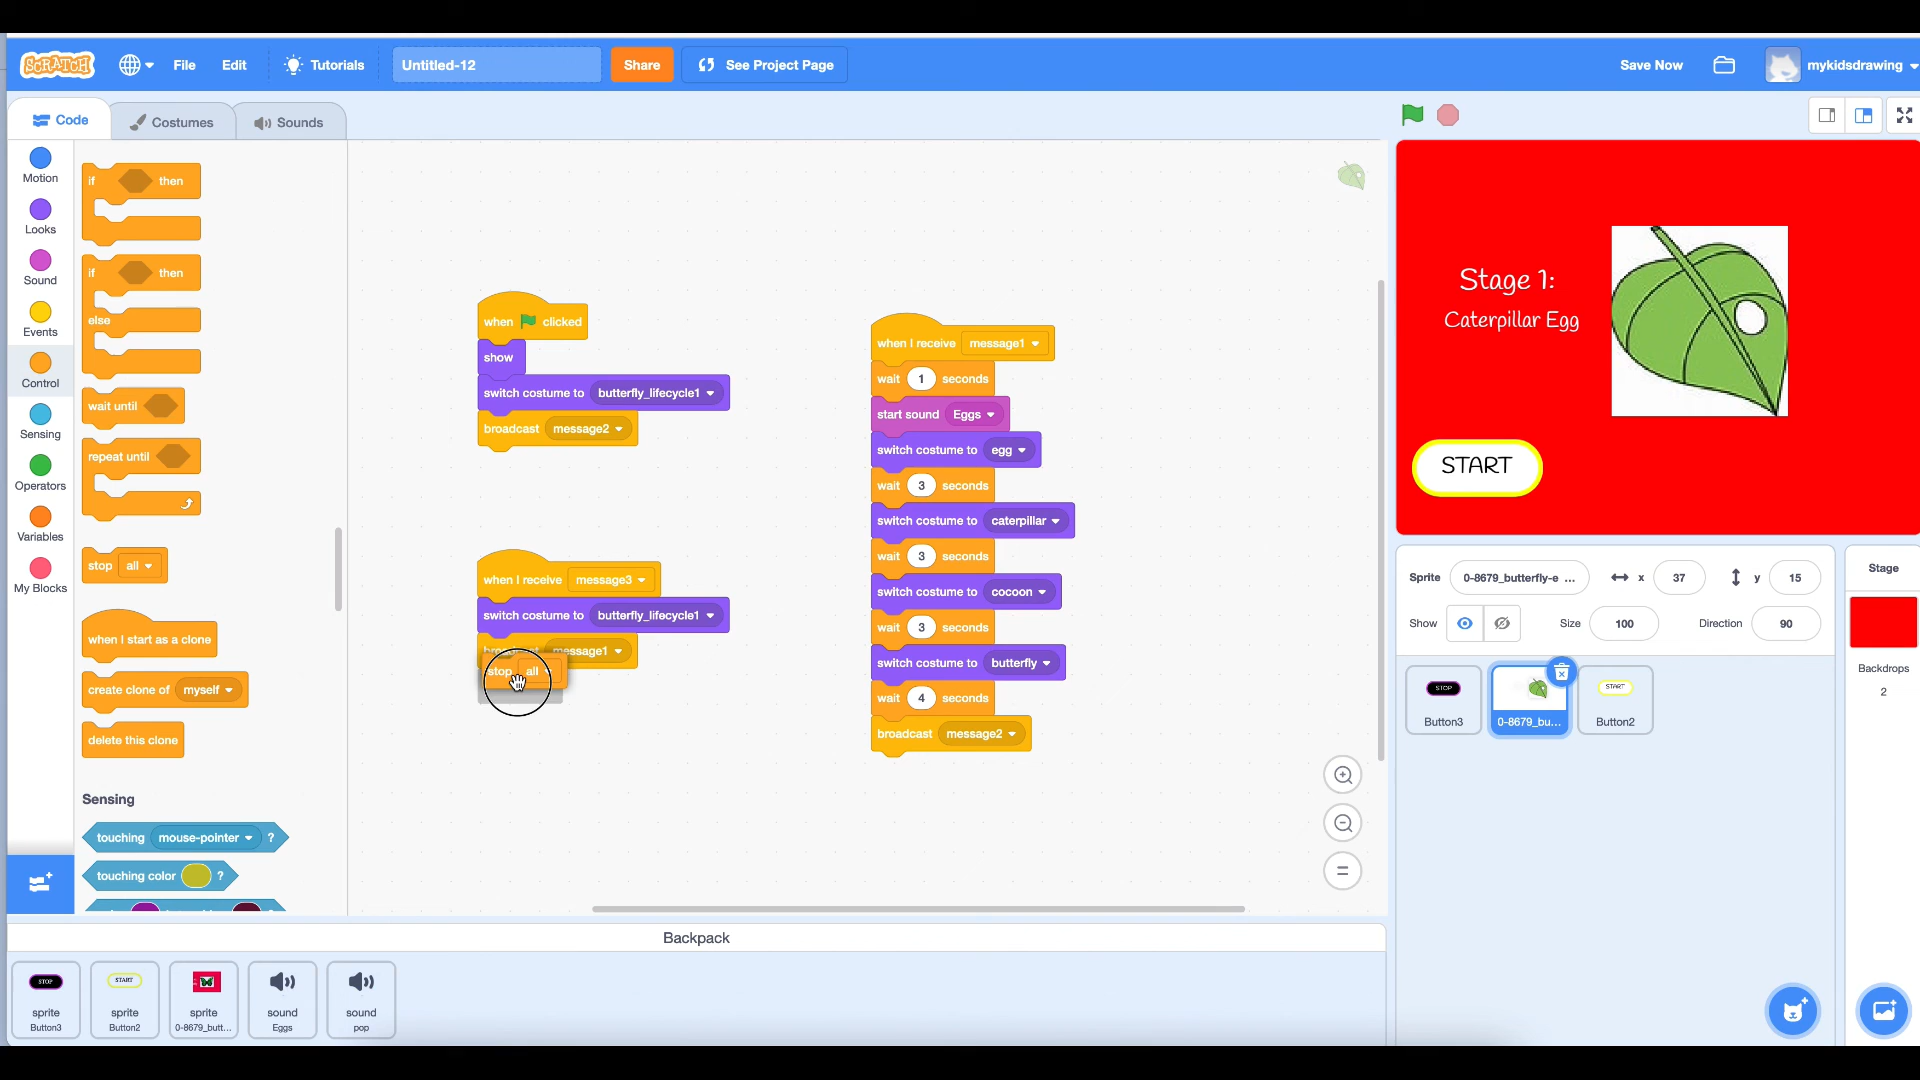 SCRATCH
File
Edit
Tutorials
Untitled-12
Share
See Project Page
Save Now
mykidsdrawing
Code
Costumes
Sounds
Motion
Looks
Sound
Events
Control
Sensing
Operators
Variables
My Blocks
if then
if then
else
wait until
repeat until
stop all
when I start as a clone
create clone of myself
delete this clone
Sensing
touching mouse-pointer ?
touching color ?
when clicked
show
switch costume to butterfly_lifecycle1
broadcast message2
when I receive message3
switch costume to butterfly_lifecycle1
broadcast message1
stop all
when I receive message1
wait 1 seconds
start sound Eggs
switch costume to egg
wait 3 seconds
switch costume to caterpillar
wait 3 seconds
switch costume to cocoon
wait 3 seconds
switch costume to butterfly
wait 4 seconds
broadcast message2
Stage 1:
Caterpillar Egg
START
Sprite 0-8679_butterfly-e ... x 37 y 15
Show Size 100 Direction 90
STOP
Button3
0-8679_bu...
START
Button2
Stage
Backdrops
2
Backpack
STOP
sprite
Button3
START
sprite
Button2
sprite
0-8679_butt...
sound
Eggs
sound
pop